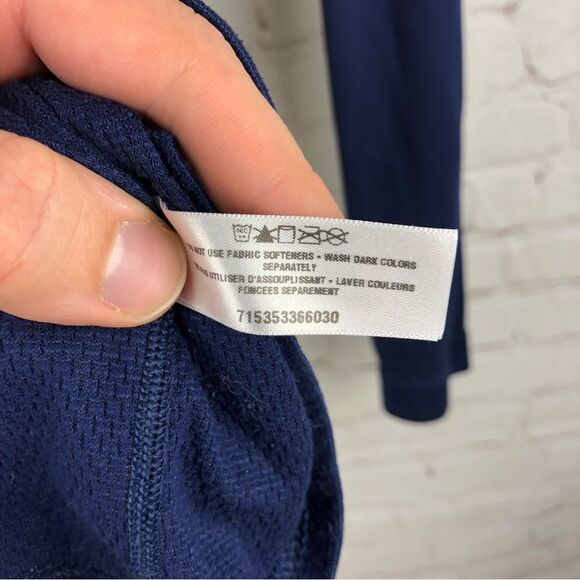 NOT USE FABRIC SOFTENERS • WASH DARK COLORS
SEPARATELY
UTILISER D'ASSOUPLISSANT • LAVER COULEURS
FONCEES SEPAREMENT
715353366030